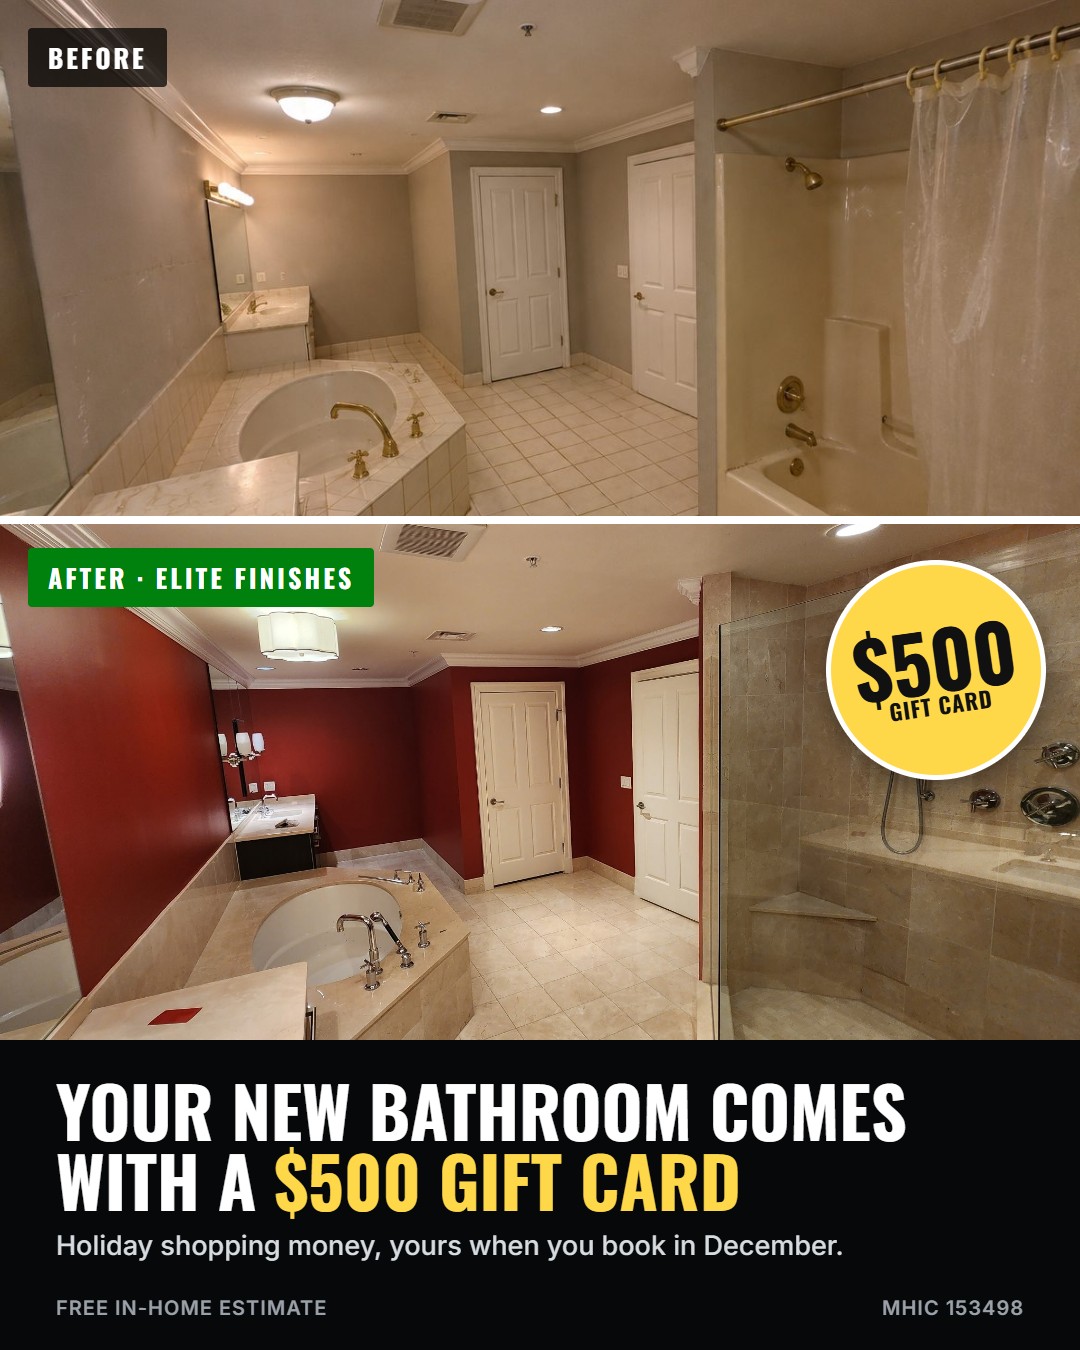 BEFORE
AFTER · ELITE FINISHES
$500
GIFT CARD
YOUR NEW BATHROOM COMES
WITH A $500 GIFT CARD
Holiday shopping money, yours when you book in December.
FREE IN-HOME ESTIMATE
MHIC 153498